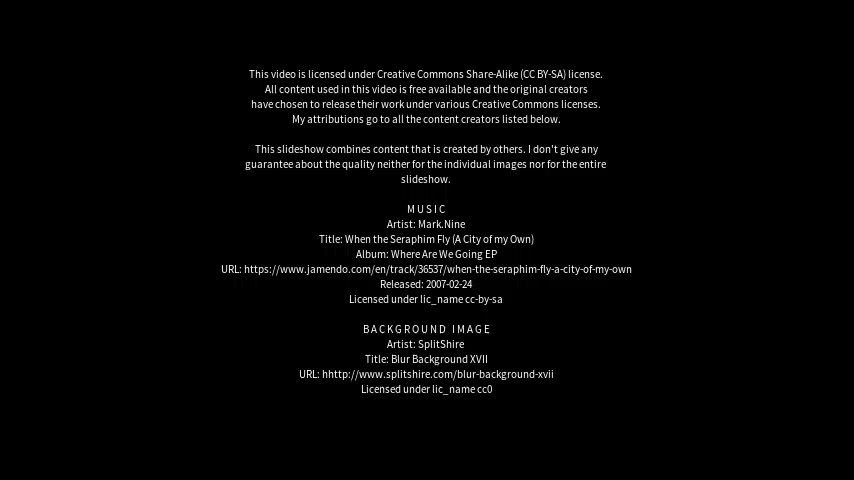 This video is licensed under Creative Commons Share-Alike (CC BY-SA) license.
All content used in this video is free available and the original creators
have chosen to release their work under various Creative Commons licenses.
My attributions go to all the content creators listed below.
This slideshow combines content that is created by others. I don't give any
guarantee about the quality neither for the individual images nor for the entire
slideshow.
MUSIC
Artist: Mark.Nine
Title: When the Seraphim Fly (A City of my Own)
Album: Where Are We Going EP
URL: https://www.jamendo.com/en/track/36537/when-the-seraphim-fly-a-city-of-my-own
Released: 2007-02-24
Licensed under lic_name cc-by-sa
BACKGROUND IMAGE
Artist: SplitShire
Title: Blur Background XVII
URL: hhttp://www.splitshire.com/blur-background-xvii
Licensed under lic_name cc0